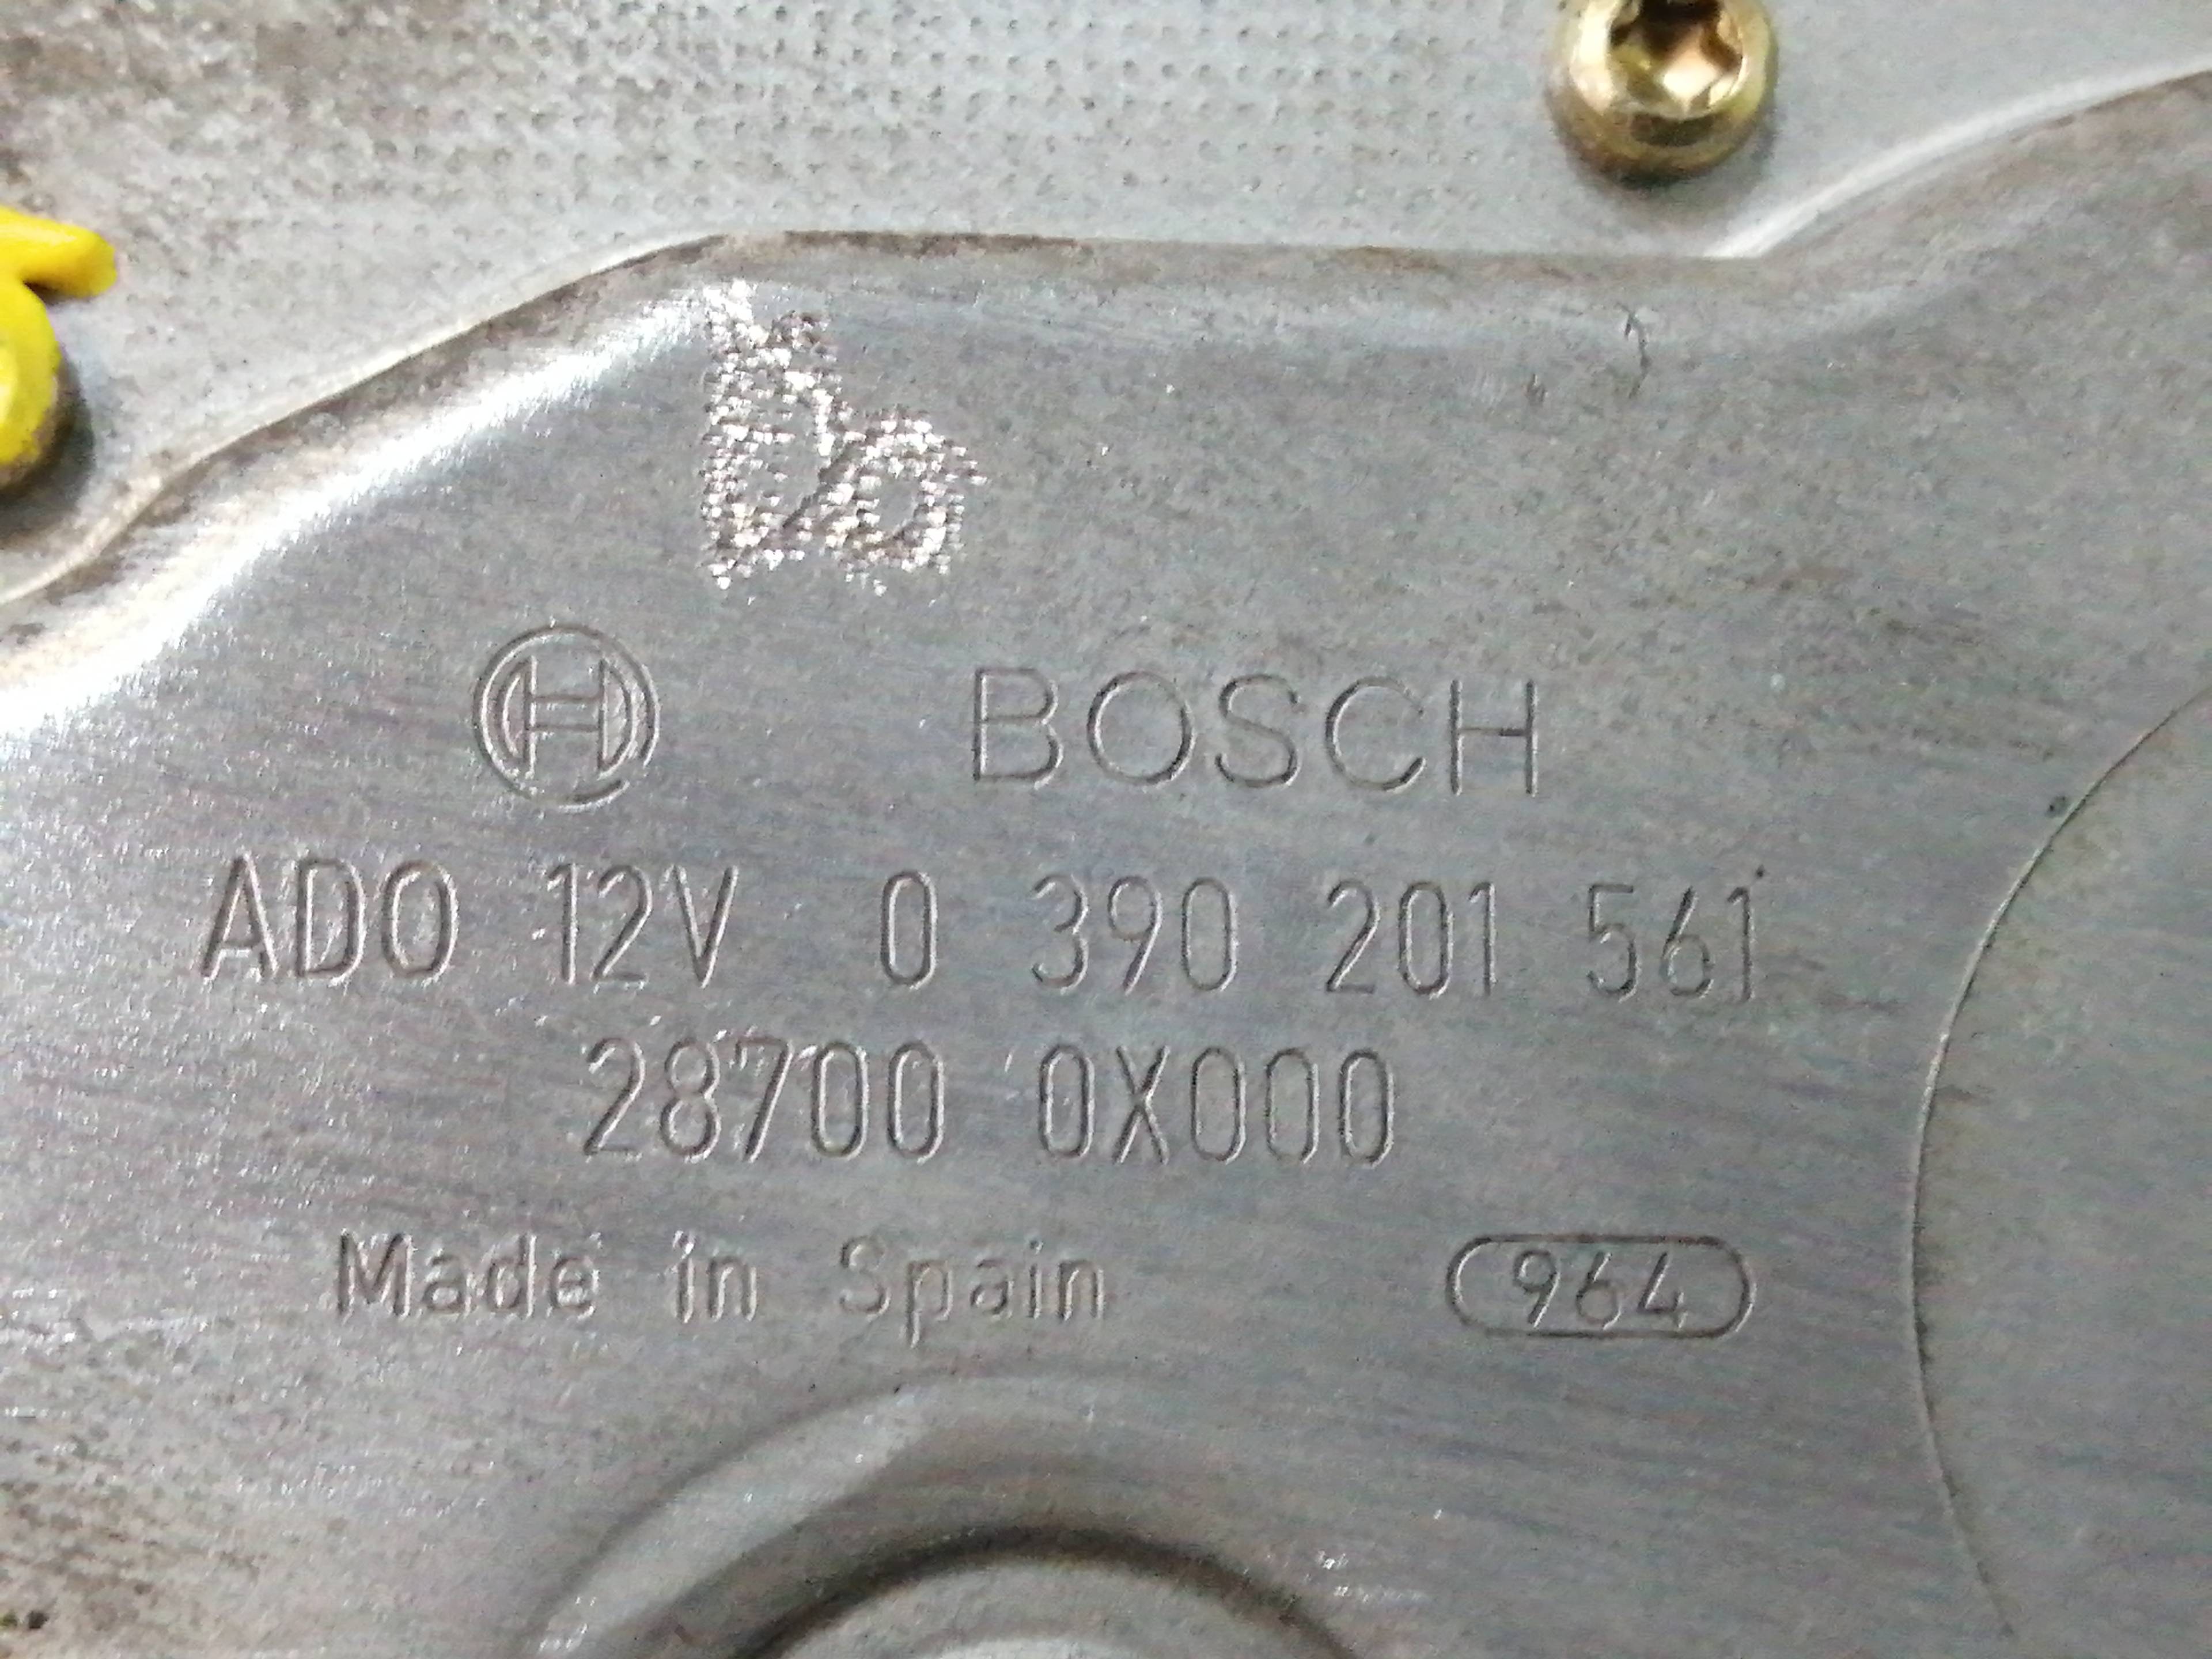 BOSCH
ADO 12V 0 390 201 561
28700 0X000
Made in Spain 964